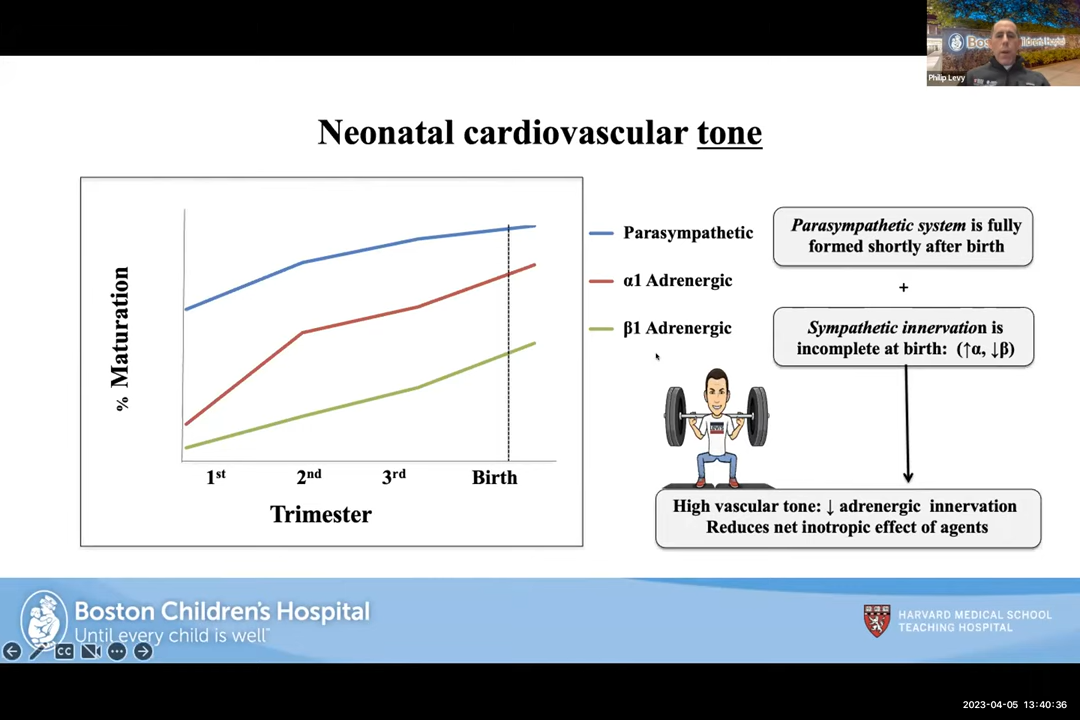 Philip Levy
Neonatal cardiovascular tone
% Maturation
1st
2nd
3rd
Birth
Trimester
Parasympathetic
α1 Adrenergic
β1 Adrenergic
Parasympathetic system is fully
formed shortly after birth
+
Sympathetic innervation is
incomplete at birth: (↑α, ↓β)
High vascular tone: ↓ adrenergic innervation
Reduces net inotropic effect of agents
Boston Children's Hospital
Until every child is well™
HARVARD MEDICAL SCHOOL
TEACHING HOSPITAL
CC
2023-04-05 13:40:36